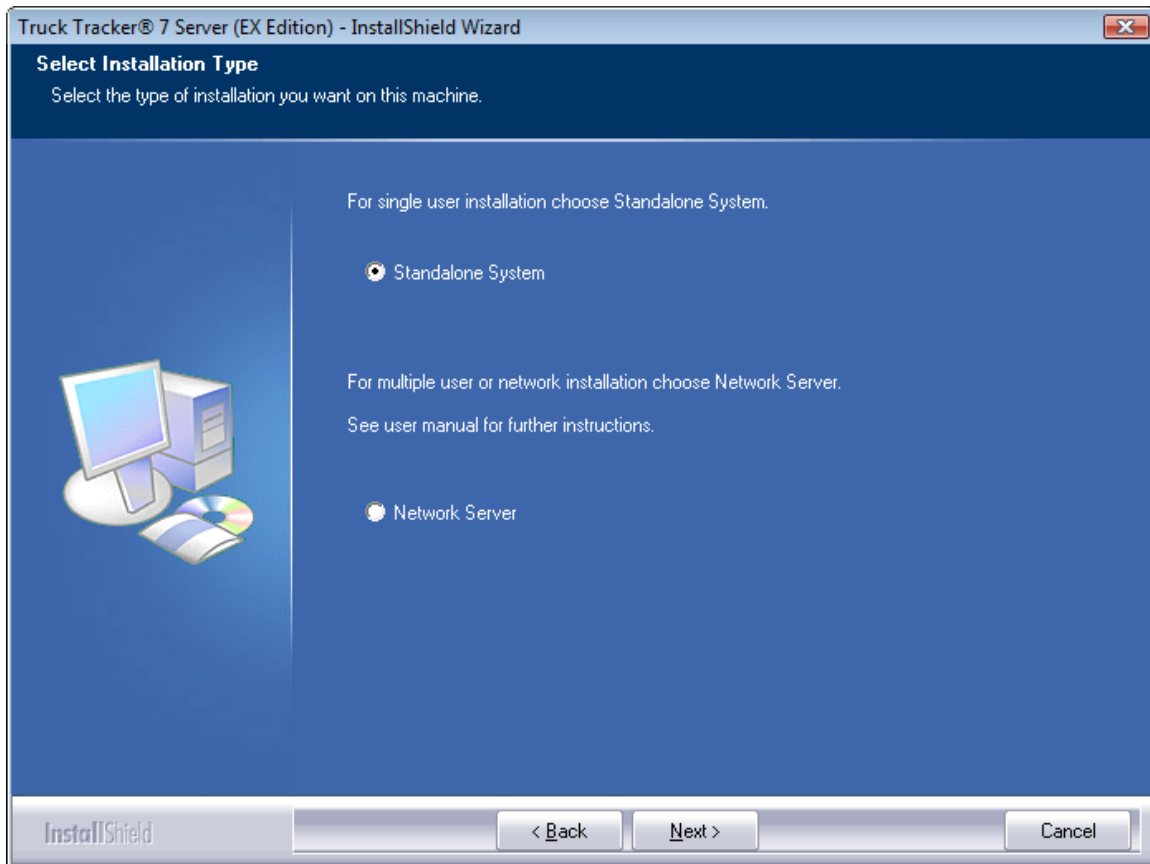 Truck Tracker® 7 Server (EX Edition) - InstallShield Wizard
Select Installation Type
Select the type of installation you want on this machine.
For single user installation choose Standalone System.
Standalone System
For multiple user or network installation choose Network Server.
See user manual for further instructions.
Network Server
InstallShield
< Back
Next >
Cancel